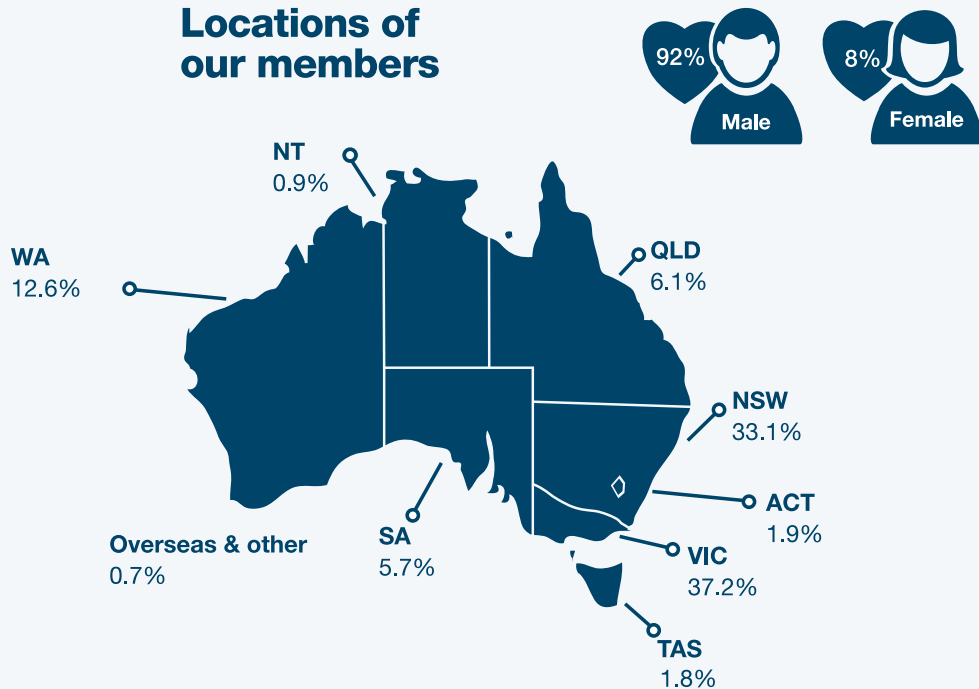 Locations of
our members
92%
Male
8%
Female
NT
0.9%
WA
12.6%
QLD
6.1%
NSW
33.1%
ACT
1.9%
VIC
37.2%
TAS
1.8%
SA
5.7%
Overseas & other
0.7%